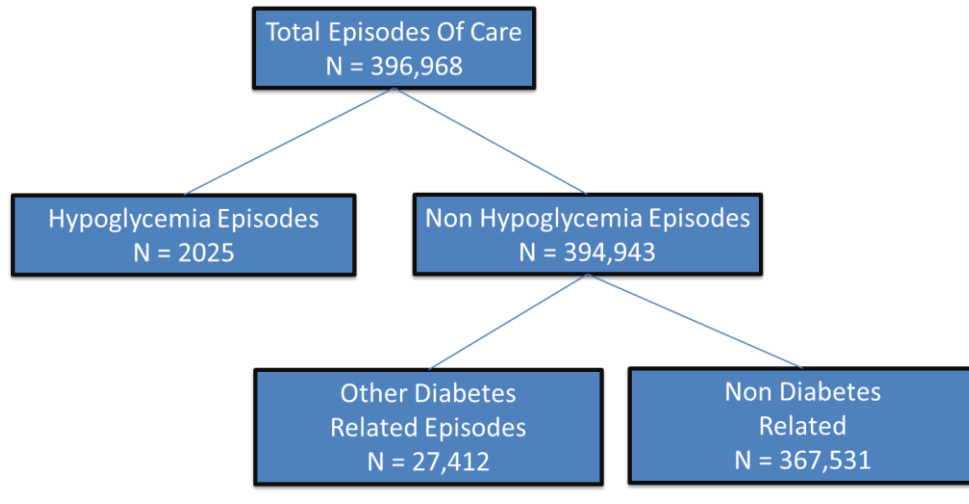 Total Episodes Of Care
N = 396,968
Hypoglycemia Episodes
N = 2025
Non Hypoglycemia Episodes
N = 394,943
Other Diabetes
Related Episodes
N = 27,412
Non Diabetes
Related
N = 367,531